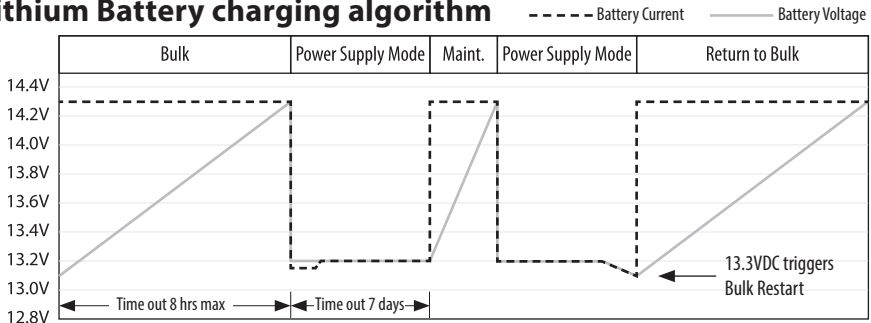 ithium Battery charging algorithm
Battery Current
Battery Voltage
Bulk
Power Supply Mode
Maint.
Power Supply Mode
Return to Bulk
14.4V
14.2V
14.0V
13.8V
13.6V
13.4V
13.2V
13.0V
12.8V
13.3VDC triggers
Bulk Restart
Time out 8 hrs max
Time out 7 days